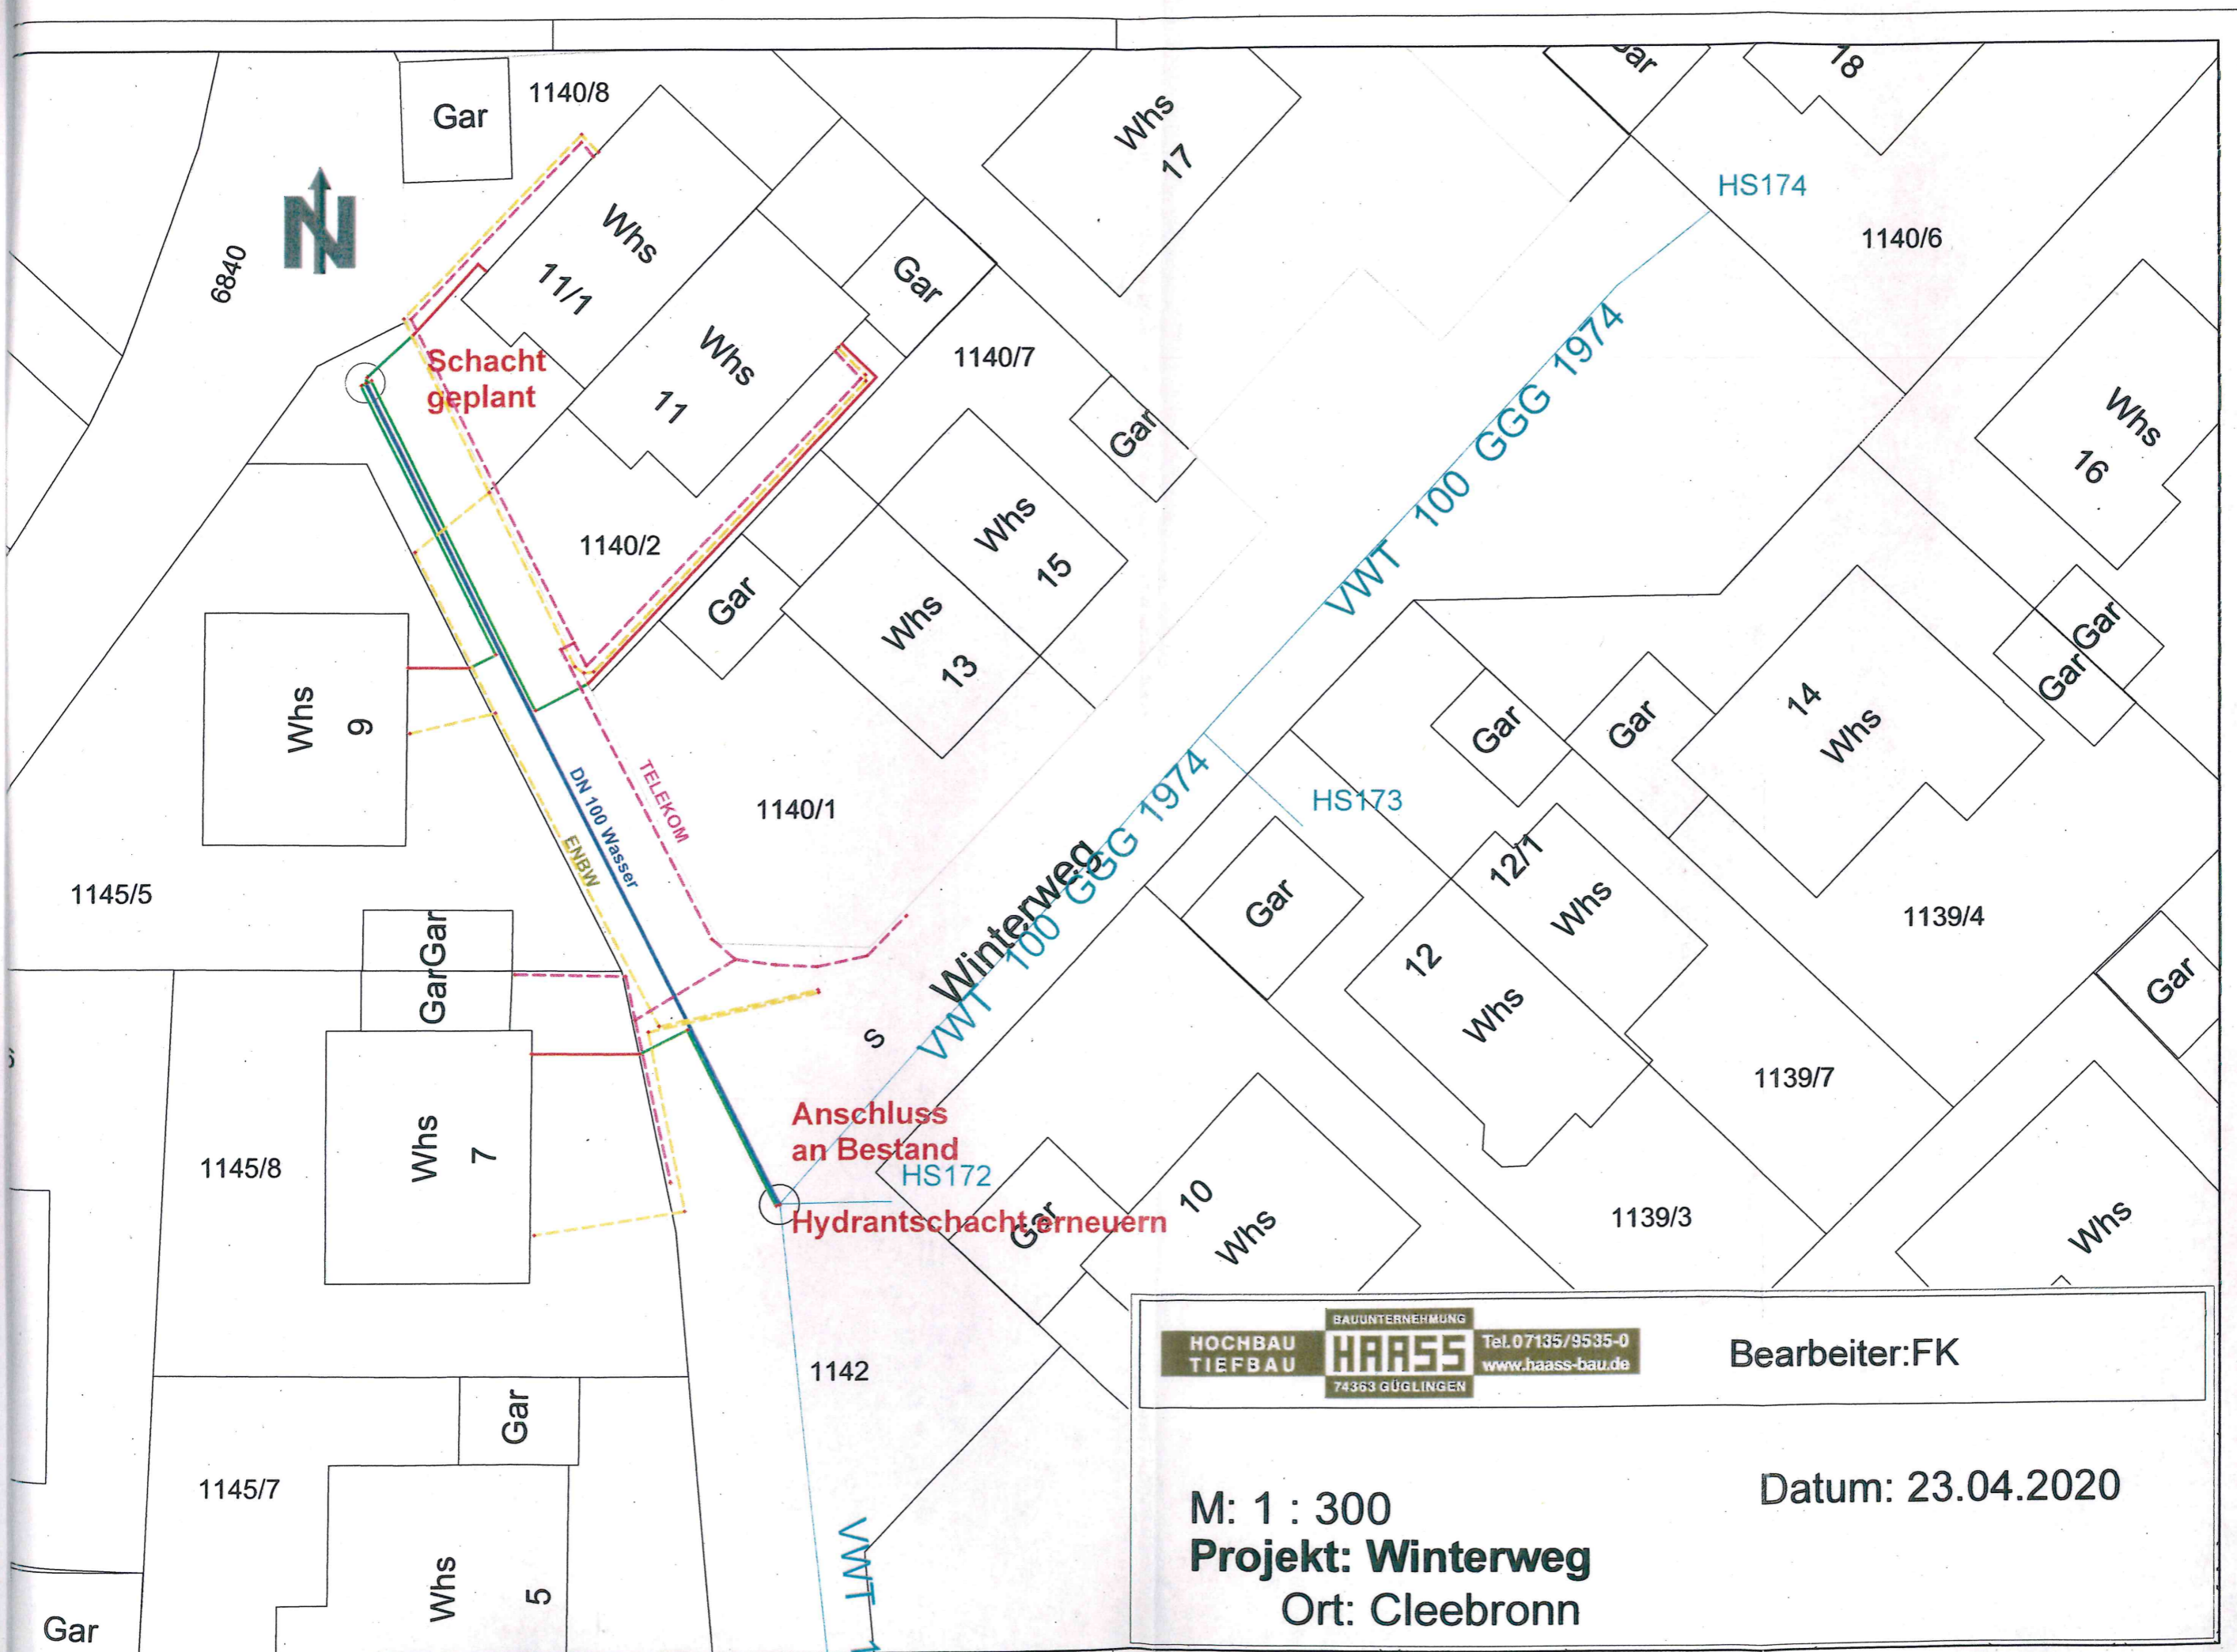 Gar
1140/8
Whs
17
Gar
18
HS174
1140/6
N
6840
Whs
11/1
Gar
Whs
11
Schacht
geplant
1140/7
Gar
VWT 100 GGG 1974
Whs
16
1140/2
Gar
Whs
15
Whs
13
Gar
Gar
Gar
Gar
14
Whs
Whs
9
DN 100 Wasser
TELEKOM
ENBW
1140/1
HS173
VWT 100 GGG 1974
Winterweg
S
Gar
12/1
Whs
12
Whs
1139/4
Gar
1145/5
Gar
Gar
1139/7
Anschluss
an Bestand
HS172
Hydrantschacht erneuern
Gar
10
Whs
1139/3
Whs
1145/8
Whs
7
1142
1145/7
Gar
Whs
5
Gar
VWT 1
HOCHBAU
TIEFBAU
BAUUNTERNEHMUNG
HAASS
74363 GÜGLINGEN
Tel.07135/9535-0
www.haass-bau.de
Bearbeiter:FK
M: 1 : 300
Datum: 23.04.2020
Projekt: Winterweg
Ort: Cleebronn